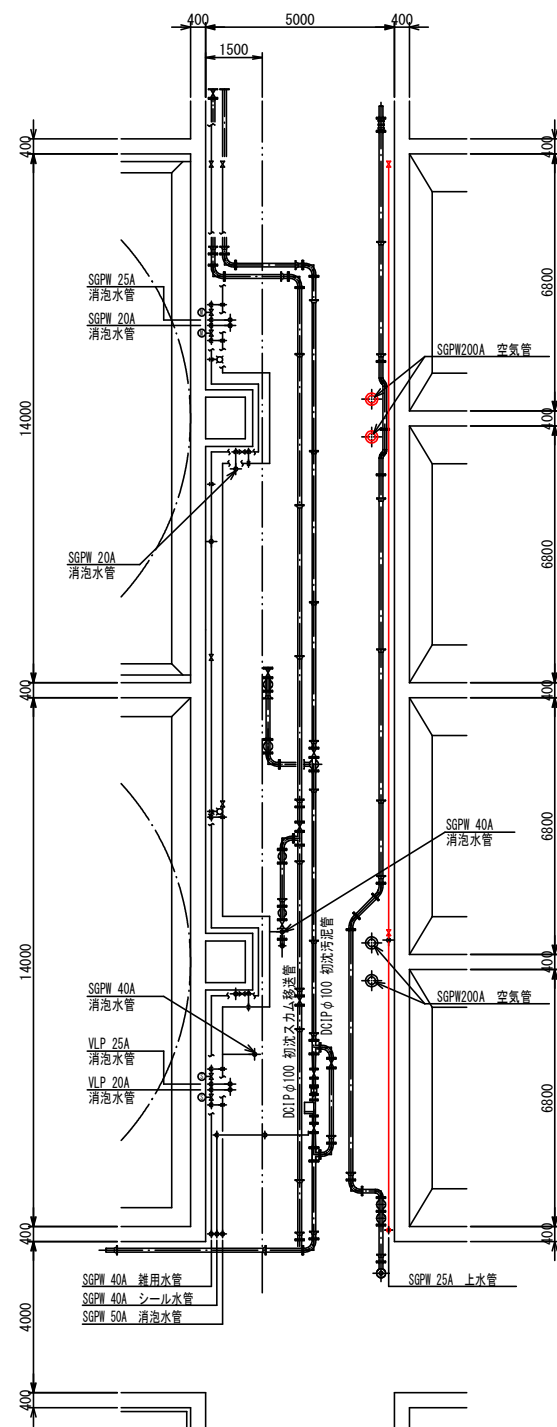 400
5000
400
1500
400
400
SGPW 25A
消泡水管
SGPW 20A
消泡水管
6800
SGPW200A 空気管
14000
400
SGPW 20A
消泡水管
6800
400
400
SGPW 40A
消泡水管
6800
14000
SGPW 40A
消泡水管
DCIPφ100 初沈スカム移送管
DCIPφ100 初沈汚泥管
400
SGPW200A 空気管
VLP 25A
消泡水管
VLP 20A
消泡水管
6800
400
400
SGPW 40A 雑用水管
SGPW 40A シール水管
SGPW 50A 消泡水管
SGPW 25A 上水管
4000
400